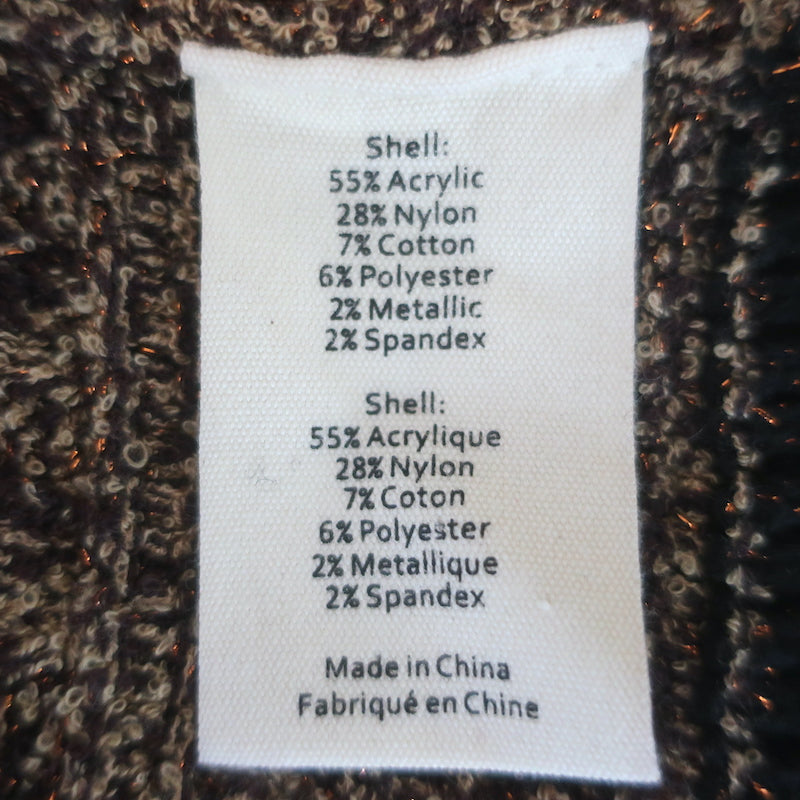 Shell:
55% Acrylic
28% Nylon
7% Cotton
6% Polyester
2% Metallic
2% Spandex
Shell:
55% Acrylique
28% Nylon
7% Coton
6% Polyester
2% Metallique
2% Spandex
Made in China
Fabriqué en Chine